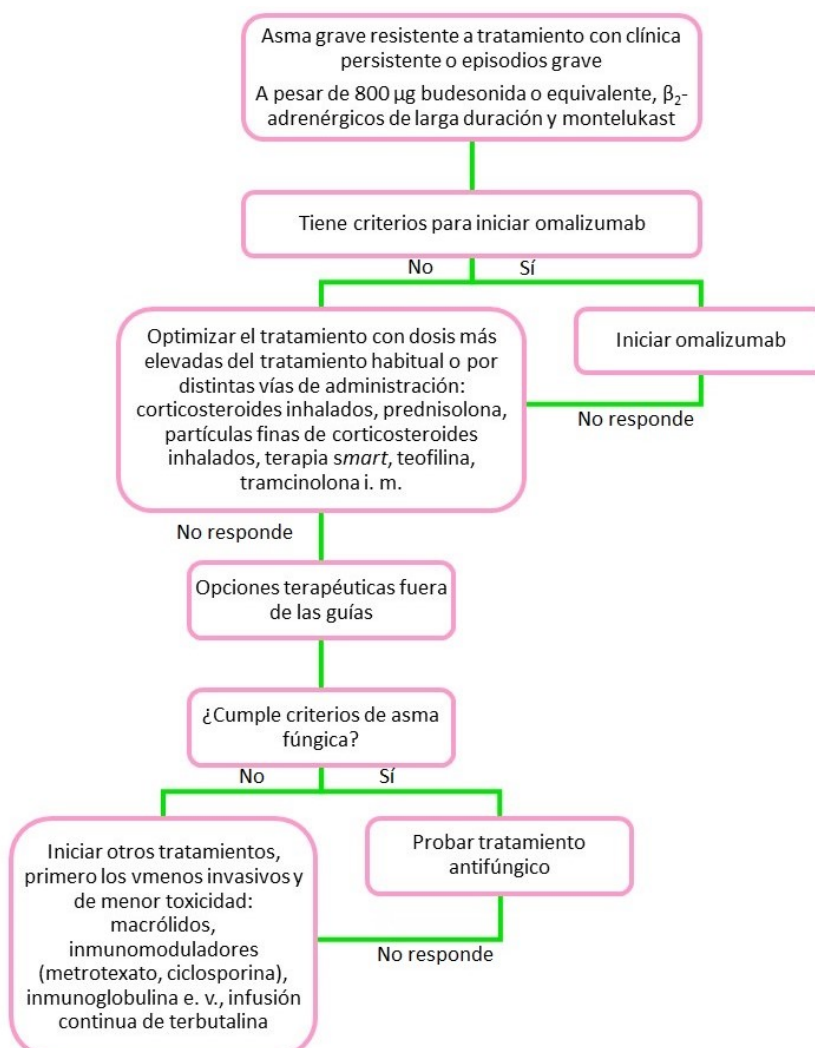 Asma grave resistente a tratamiento con clínica
persistente o episodios grave
A pesar de 800 µg budesonida o equivalente, β₂-
adrenérgicos de larga duración y montelukast
Tiene criterios para iniciar omalizumab
No
Sí
Optimizar el tratamiento con dosis más
elevadas del tratamiento habitual o por
distintas vías de administración:
corticosteroides inhalados, prednisolona,
partículas finas de corticosteroides
inhalados, terapia smart, teofilina,
tramcinolona i. m.
Iniciar omalizumab
No responde
No responde
Opciones terapéuticas fuera
de las guías
¿Cumple criterios de asma
fúngica?
No
Sí
Iniciar otros tratamientos,
primero los vmenos invasivos y
de menor toxicidad:
macrólidos,
inmunomoduladores
(metrotexato, ciclosporina),
inmunoglobulina e. v., infusión
continua de terbutalina
Probar tratamiento
antifúngico
No responde